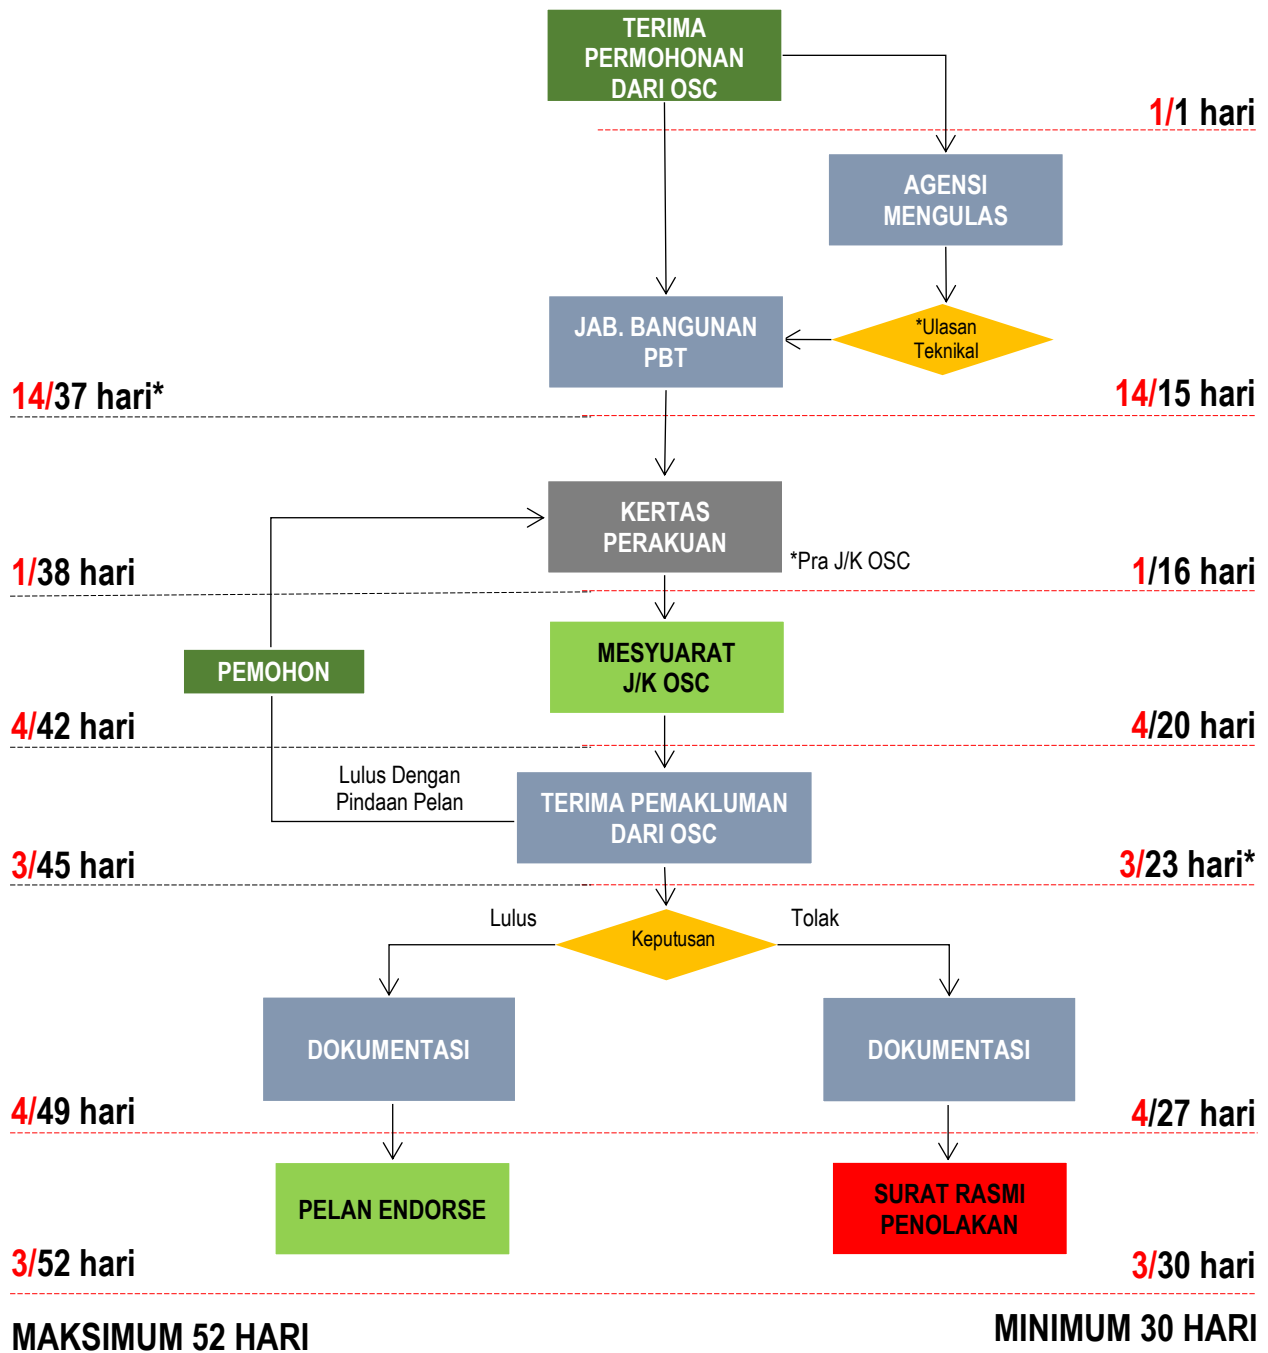 TERIMA
PERMOHONAN
DARI OSC
1/1 hari
AGENSI
MENGULAS
JAB. BANGUNAN
PBT
*Ulasan
Teknikal
14/37 hari*
14/15 hari
KERTAS
PERAKUAN
*Pra J/K OSC
1/38 hari
1/16 hari
MESYUARAT
J/K OSC
PEMOHON
4/42 hari
4/20 hari
Lulus Dengan
Pindaan Pelan
TERIMA PEMAKLUMAN
DARI OSC
3/45 hari
3/23 hari*
Lulus
Keputusan
Tolak
DOKUMENTASI
DOKUMENTASI
4/49 hari
4/27 hari
PELAN ENDORSE
SURAT RASMI
PENOLAKAN
3/52 hari
3/30 hari
MAKSIMUM 52 HARI
MINIMUM 30 HARI